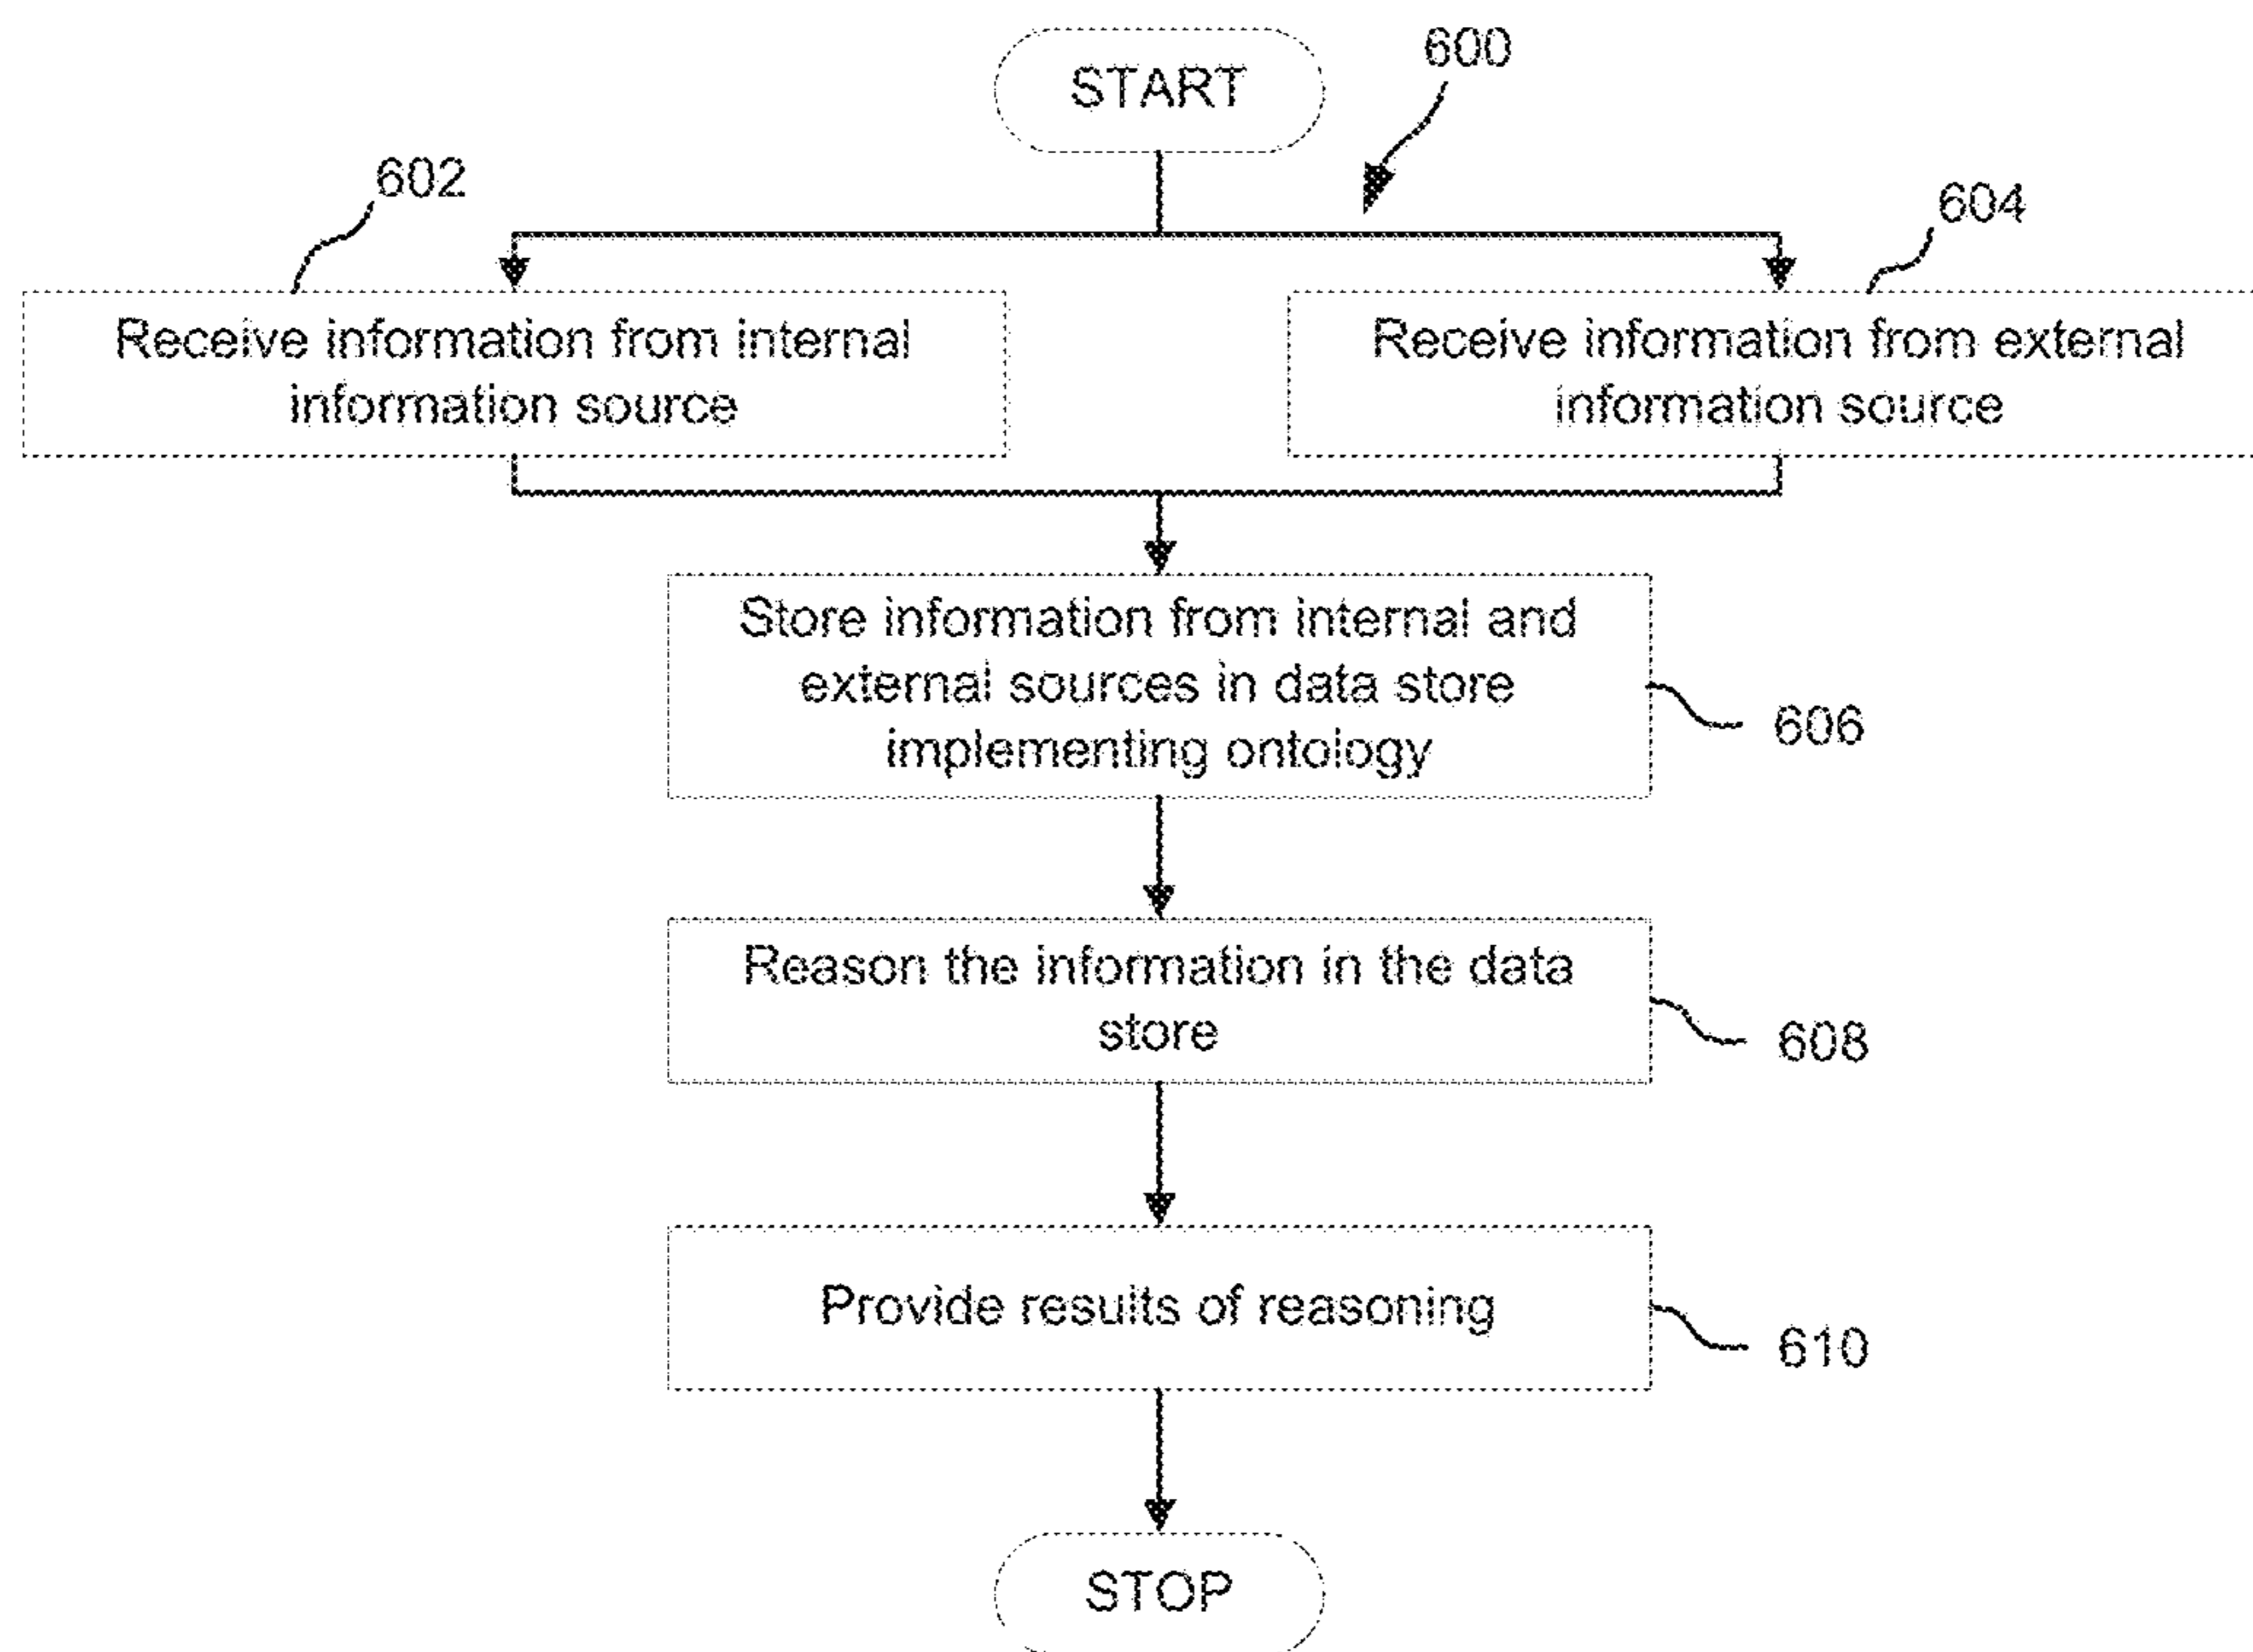 START
600
602
604
Receive information from internal
information source
Receive information from external
information source
Store information from internal and
external sources in data store
implementing ontology
606
Reason the information in the data
store
608
Provide results of reasoning
610
STOP